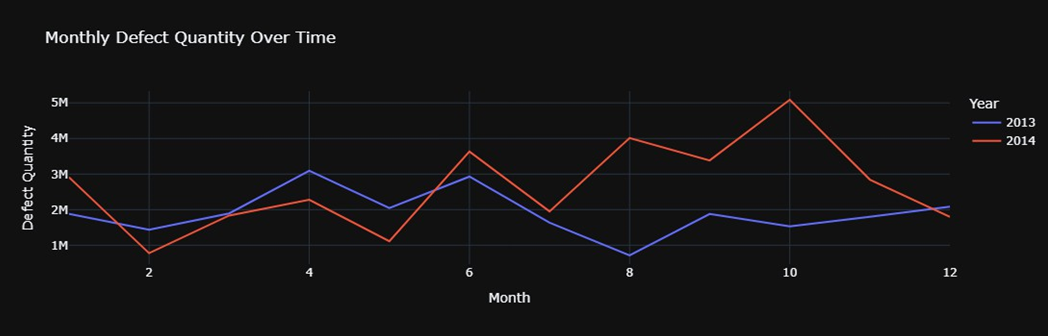 Monthly Defect Quantity Over Time
Defect Quantity
5M
4M
3M
2M
1M
2 4 6 8 10 12
Month
Year
2013
2014